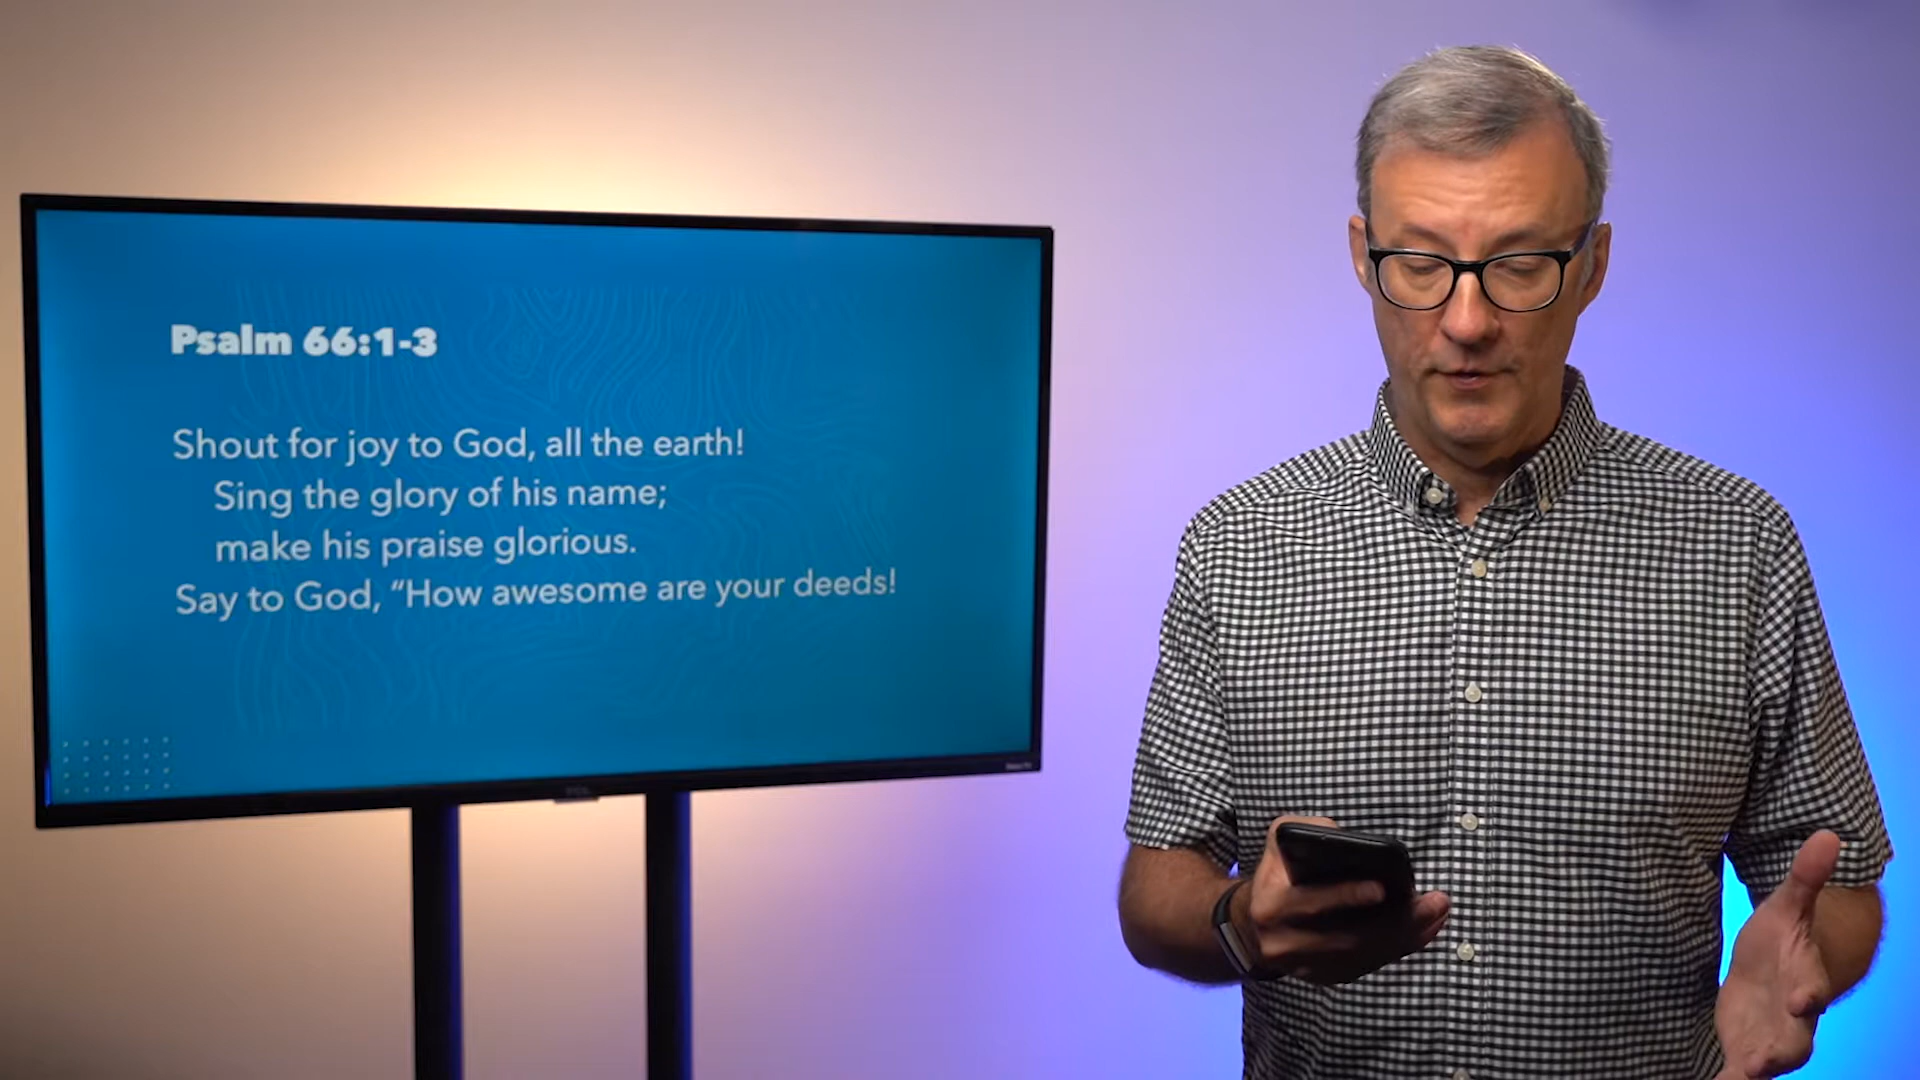 Psalm 66:1-3
Shout for joy to God, all the earth!
Sing the glory of his name;
make his praise glorious.
Say to God, “How awesome are your deeds!